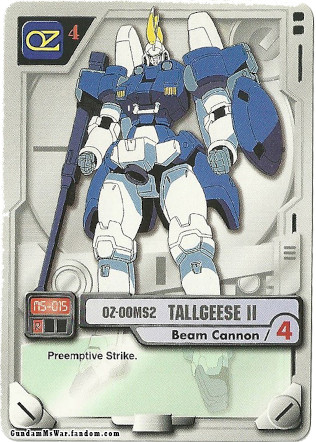 OZ 4
MS-015
OZ-00MS2 TALLGEESE II
Beam Cannon / 4
Preemptive Strike.
GundamMsWar.fandom.com